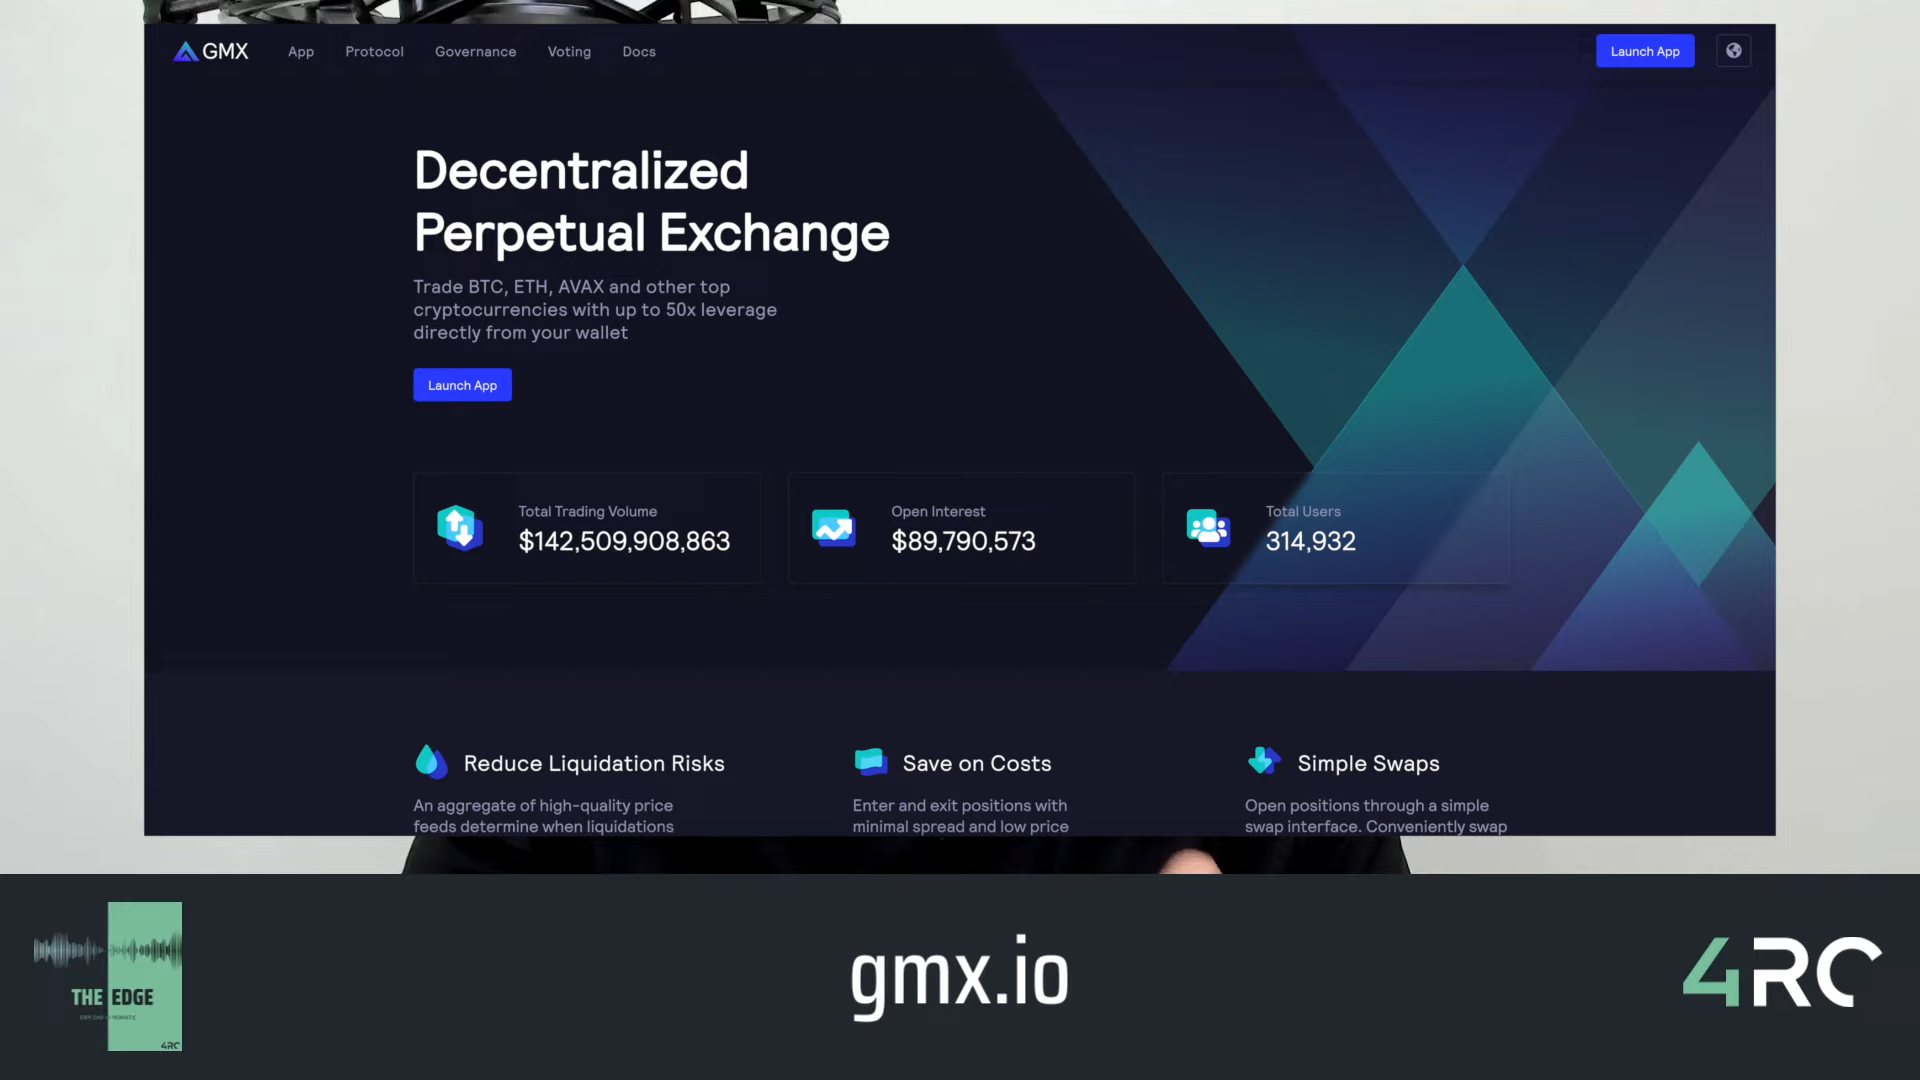 GMX
App
Protocol
Governance
Voting
Docs
Launch App
Decentralized
Perpetual Exchange
Trade BTC, ETH, AVAX and other top
cryptocurrencies with up to 50x leverage
directly from your wallet
Launch App
Total Trading Volume
$142,509,908,863
Open Interest
$89,790,573
Total Users
314,932
Reduce Liquidation Risks
An aggregate of high-quality price
feeds determine when liquidations
Save on Costs
Enter and exit positions with
minimal spread and low price
Simple Swaps
Open positions through a simple
swap interface. Conveniently swap
THE EDGE
4RC
gmx.io
4RC